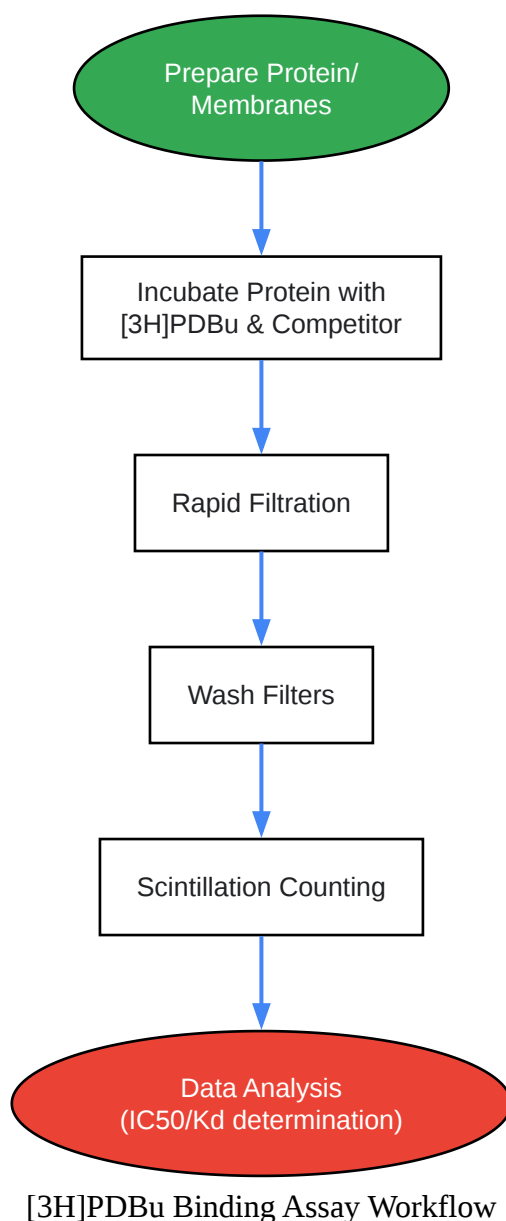 Prepare Protein/
Membranes
Incubate Protein with
[3H]PDBu & Competitor
Rapid Filtration
Wash Filters
Scintillation Counting
Data Analysis
(IC50/Kd determination)
[3H]PDBu Binding Assay Workflow